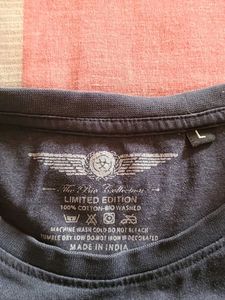 The Bio Collection
LIMITED EDITION
100% COTTON-BIO WASHED
MACHINE WASH COLD DO NOT BLEACH
TUMBLE DRY LOW DO NOT IRON IF DECORATED
MADE IN INDIA
L